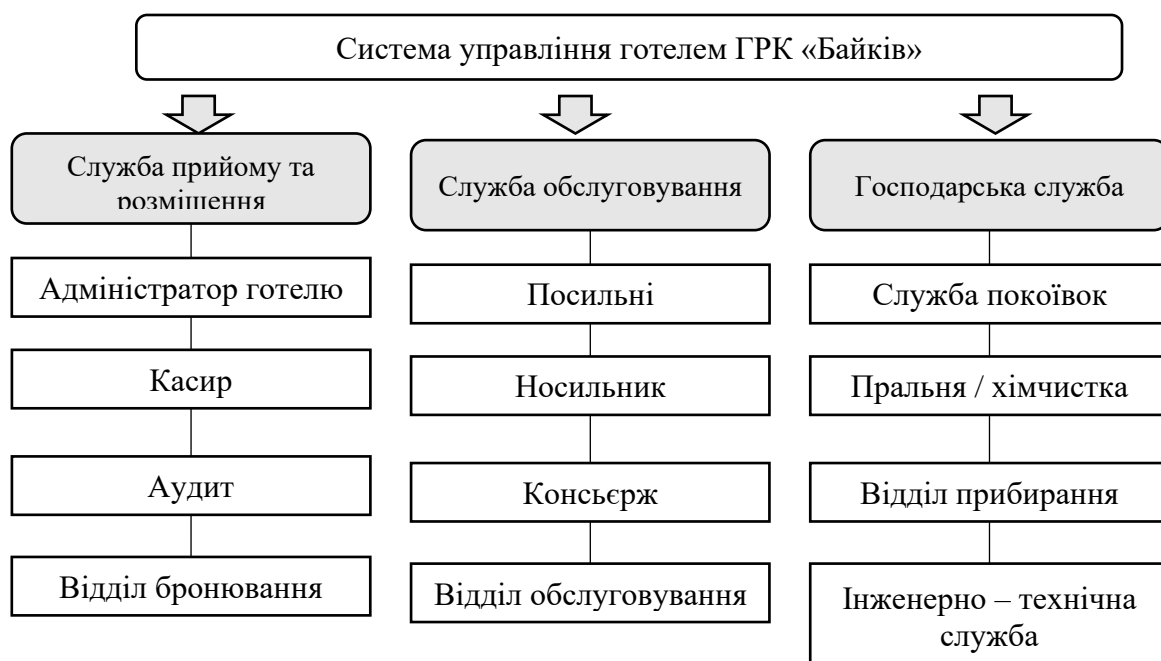 Система управління готелем ГРК «Байків»
Служба прийому та
розміщення
Адміністратор готелю
Касир
Аудит
Відділ бронювання
Служба обслуговування
Посильні
Носильник
Консьєрж
Відділ обслуговування
Господарська служба
Служба покоївок
Пральня / хімчистка
Відділ прибирання
Інженерно – технічна
служба